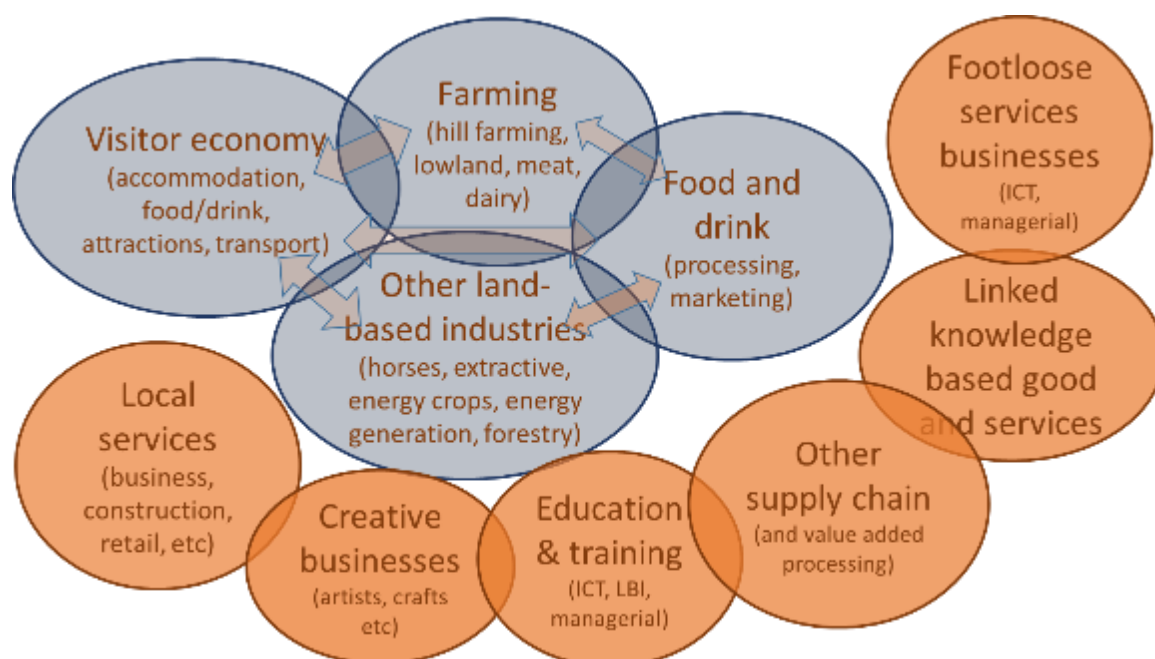 Visitor economy
(accommodation,
food/drink,
attractions, transport)
Farming
(hill farming,
lowland, meat,
dairy)
Food and
drink
(processing,
marketing)
Other land-
based industries
(horses, extractive,
energy crops, energy
generation, forestry)
Footloose
services
businesses
(ICT,
managerial)
Linked
knowledge
based good
and services
Other
supply chain
(and value added
processing)
Education
& training
(ICT, LBI,
managerial)
Creative
businesses
(artists, crafts
etc)
Local
services
(business,
construction,
retail, etc)